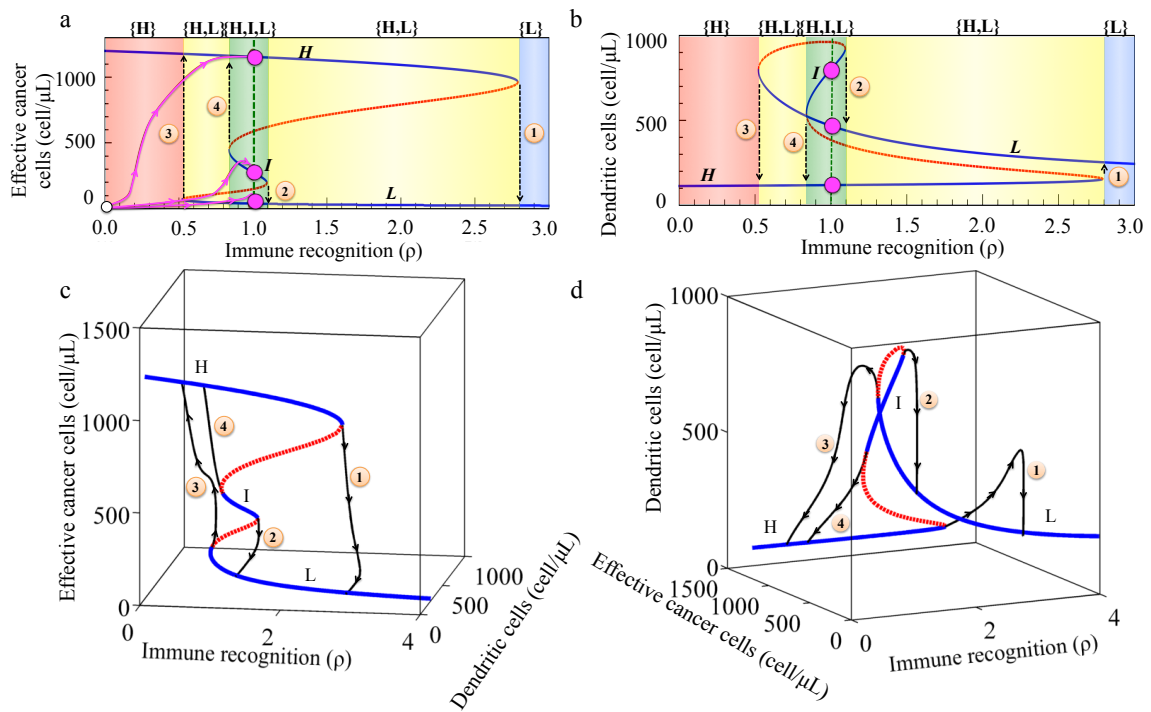 a
{H} {H,L} {H,I,L} {H,L} {L}
Effective cancer
cells (cell/μL)
1000
500
0
H
I
L
4
3
2
1
0.0 0.5 1.0 1.5 2.0 2.5 3.0
Immune recognition (ρ)
b
{H} {H,L} {H,I,L} {H,L} {L}
Dendritic cells (cell/μL)
1000
500
0
I
H
L
2
3
4
1
0.0 0.5 1.0 1.5 2.0 2.5 3.0
Immune recognition (ρ)
c
Effective cancer cells (cell/μL)
1500
1000
500
0
H
4
3
I
2
1
L
0 2 4
Immune recognition (ρ)
0
500
1000
Dendritic cells (cell/μL)
d
Dendritic cells (cell/μL)
1000
500
0
I
2
3
1
H
4
L
1500
1000
500
0
Effective cancer cells (cell/μL)
0 2 4
Immune recognition (ρ)